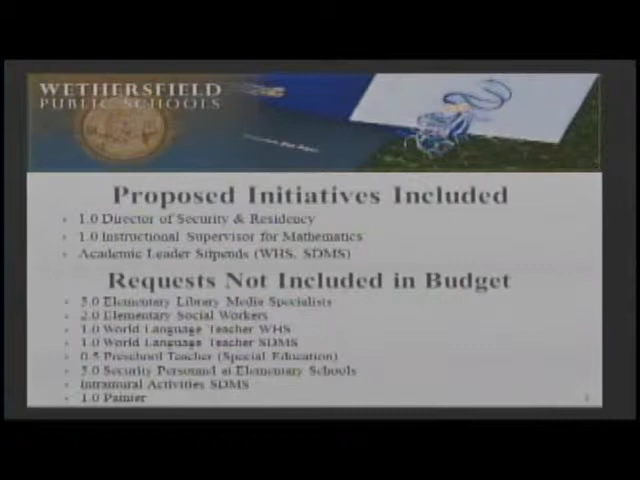 WETHERSFIELD
PUBLIC SCHOOLS
Proposed Initiatives Included
1.0 Director of Security & Residency
1.0 Instructional Supervisor for Mathematics
Academic Leader Stipends (WHS, SDMS)
Requests Not Included in Budget
5.0 Elementary Library Media Specialists
2.0 Elementary Social Workers
1.0 World Language Teacher WHS
1.0 World Language Teacher SDMS
0.5 Preschool Teacher (Special Education)
5.0 Security Personnel at Elementary Schools
Intramural Activities SDMS
1.0 Painter